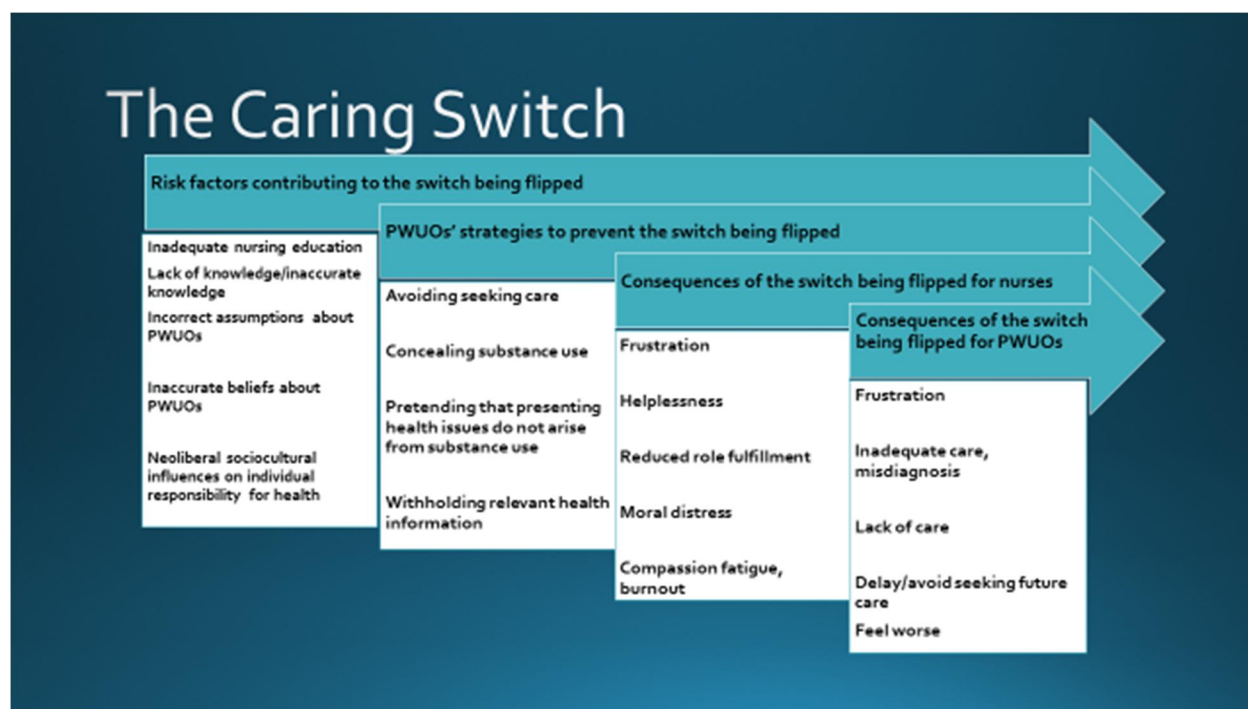 The Caring Switch
Risk factors contributing to the switch being flipped
Inadequate nursing education
Lack of knowledge/inaccurate
knowledge
Incorrect assumptions about
PWUOs
Inaccurate beliefs about
PWUOs
Neoliberal sociocultural
influences on individual
responsibility for health
PWUOs' strategies to prevent the switch being flipped
Avoiding seeking care
Concealing substance use
Pretending that presenting
health issues do not arise
from substance use
Withholding relevant health
information
Consequences of the switch being flipped for nurses
Frustration
Helplessness
Reduced role fulfillment
Moral distress
Compassion fatigue,
burnout
Consequences of the switch
being flipped for PWUOs
Frustration
Inadequate care,
misdiagnosis
Lack of care
Delay/avoid seeking future
care
Feel worse